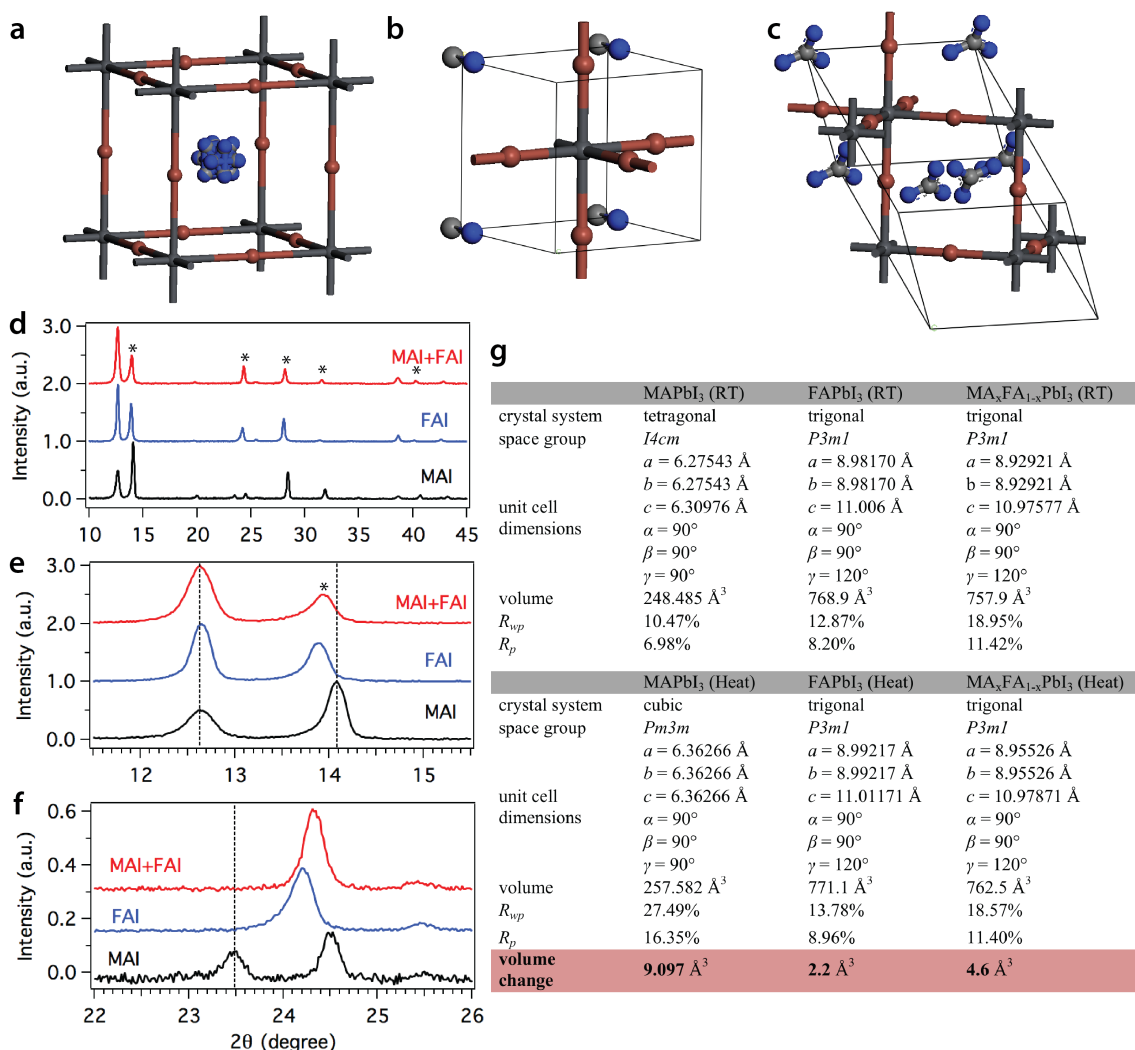 a
b
c
d
3.0
2.0
1.0
0.0
Intensity (a.u.)
*
*
*
*
*
MAI+FAI
FAI
MAI
10
15
20
25
30
35
40
45
e
3.0
2.0
1.0
0.0
Intensity (a.u.)
*
MAI+FAI
FAI
MAI
12
13
14
15
f
0.6
0.4
0.2
0.0
Intensity (a.u.)
MAI+FAI
FAI
MAI
22
23
24
25
26
2θ (degree)
g
MAPbI₃ (RT) FAPbI₃ (RT) MAₓFA₁₋ₓPbI₃ (RT)
crystal system tetragonal trigonal trigonal
space group I4cm P3m1 P3m1
a = 6.27543 Å a = 8.98170 Å a = 8.92921 Å
b = 6.27543 Å b = 8.98170 Å b = 8.92921 Å
unit cell c = 6.30976 Å c = 11.006 Å c = 10.97577 Å
dimensions α = 90° α = 90° α = 90°
β = 90° β = 90° β = 90°
γ = 90° γ = 120° γ = 120°
volume 248.485 Å³ 768.9 Å³ 757.9 Å³
Rwp 10.47% 12.87% 18.95%
Rp 6.98% 8.20% 11.42%
MAPbI₃ (Heat) FAPbI₃ (Heat) MAₓFA₁₋ₓPbI₃ (Heat)
crystal system cubic trigonal trigonal
space group Pm3m P3m1 P3m1
a = 6.36266 Å a = 8.99217 Å a = 8.95526 Å
b = 6.36266 Å b = 8.99217 Å b = 8.95526 Å
unit cell c = 6.36266 Å c = 11.01171 Å c = 10.97871 Å
dimensions α = 90° α = 90° α = 90°
β = 90° β = 90° β = 90°
γ = 90° γ = 120° γ = 120°
volume 257.582 Å³ 771.1 Å³ 762.5 Å³
Rwp 27.49% 13.78% 18.57%
Rp 16.35% 8.96% 11.40%
volume change 9.097 Å³ 2.2 Å³ 4.6 Å³